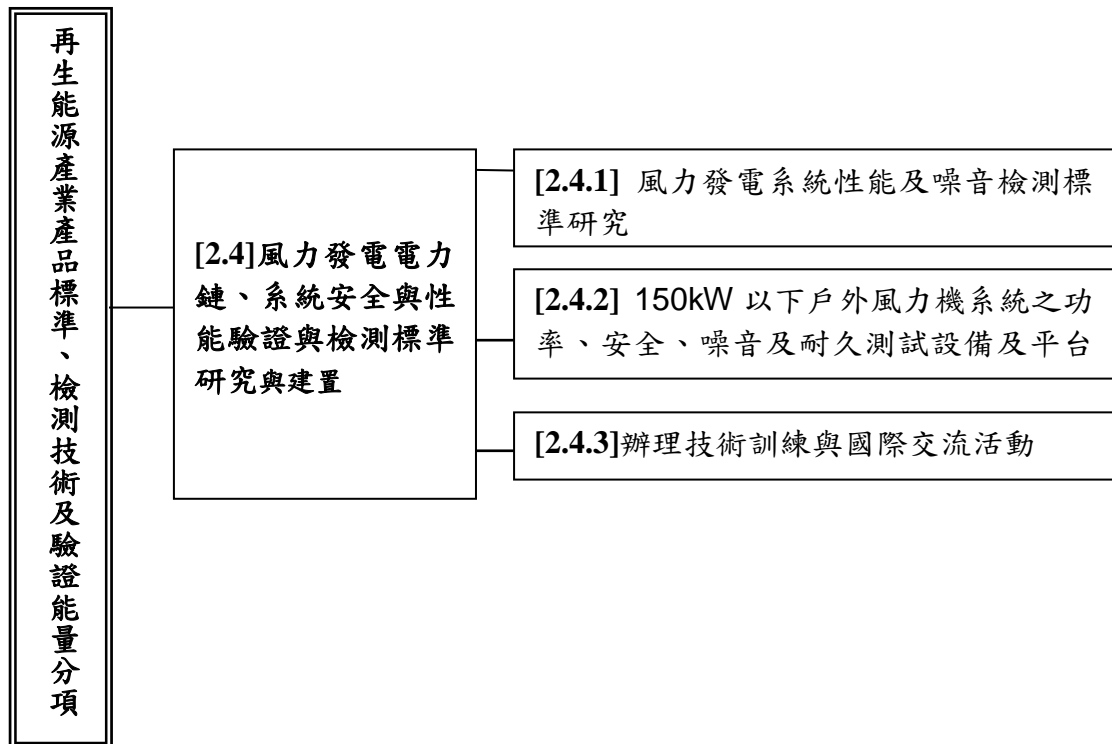 再生能源產業產品標準、檢測技術及驗證能量分項
[2.4]風力發電電力
鏈、系統安全與性
能驗證與檢測標準
研究與建置
[2.4.1] 風力發電系統性能及噪音檢測標
準研究
[2.4.2] 150kW 以下戶外風力機系統之功
率、安全、噪音及耐久測試設備及平台
[2.4.3]辦理技術訓練與國際交流活動